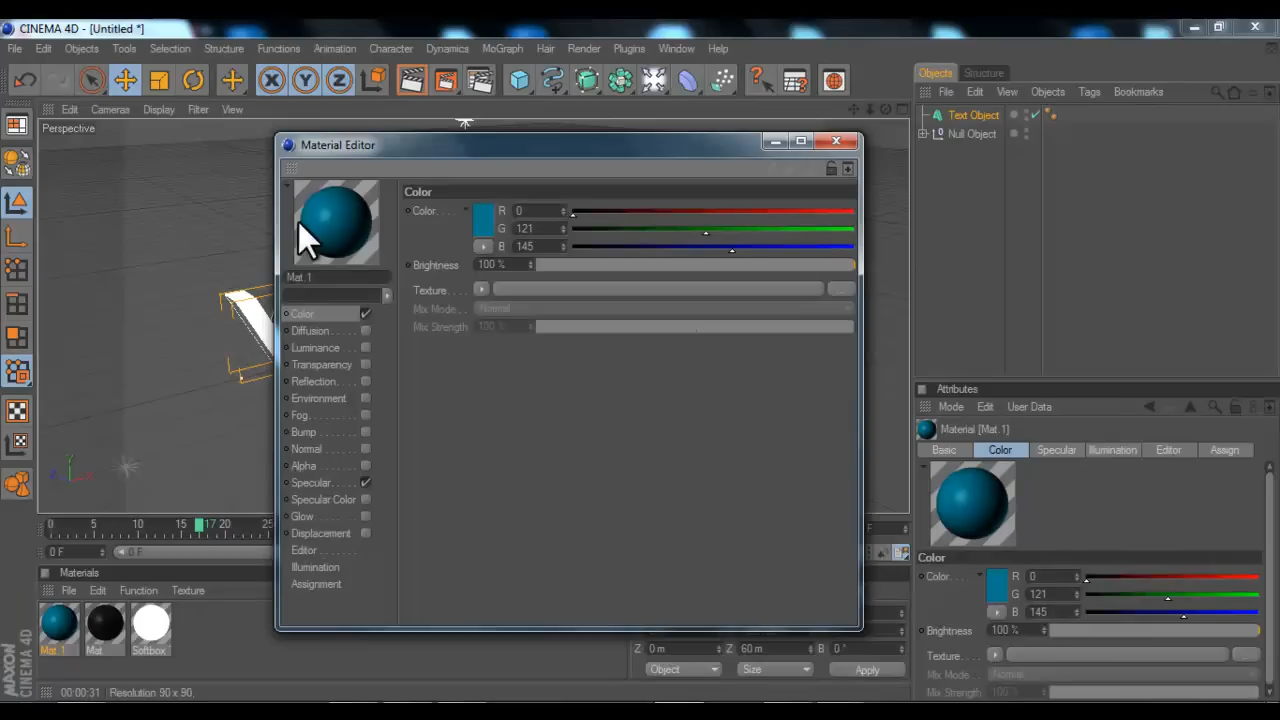 CINEMA 4D - [Untitled *]
File Edit Objects Tools Selection Structure Functions Animation Character Dynamics MoGraph Hair Render Plugins Window Help
X Y Z
Objects Structure
File Edit View Objects Tags Bookmarks
Edit Cameras Display Filter View
Perspective
Text Object
Null Object
Material Editor
Color
Color. . . . R 0
G 121
B 145
Brightness 100 %
Texture. . . . .
Mix Mode. . Normal
Mix Strength 100 %
Mat.1
Color
Diffusion. . . . .
Luminance . . .
Transparency
Reflection. . . .
Environment
Fog. . . . . . . .
Bump. . . . . .
Normal . . . . .
Alpha . . . . . .
Specular. . . . .
Specular Color
Glow . . . . . .
Displacement
Editor . . . . . .
Illumination
Assignment
Attributes
Mode Edit User Data
Material [Mat.1]
Basic Color Specular Illumination Editor Assign
Color
Color. . . . . R 0
G 121
B 145
Brightness 100 %
Texture. . . . .
Mix Mode. . . Normal
Mix Strength 100 %
0 5 10 15 17 20 25
0 F 0 F
F
Materials
File Edit Function Texture
Mat.1 Mat Softbox
Z 0 m Z 60 m B 0 °
Object Size Apply
MAXON
CINEMA 4D
00:00:31 Resolution 90 x 90,